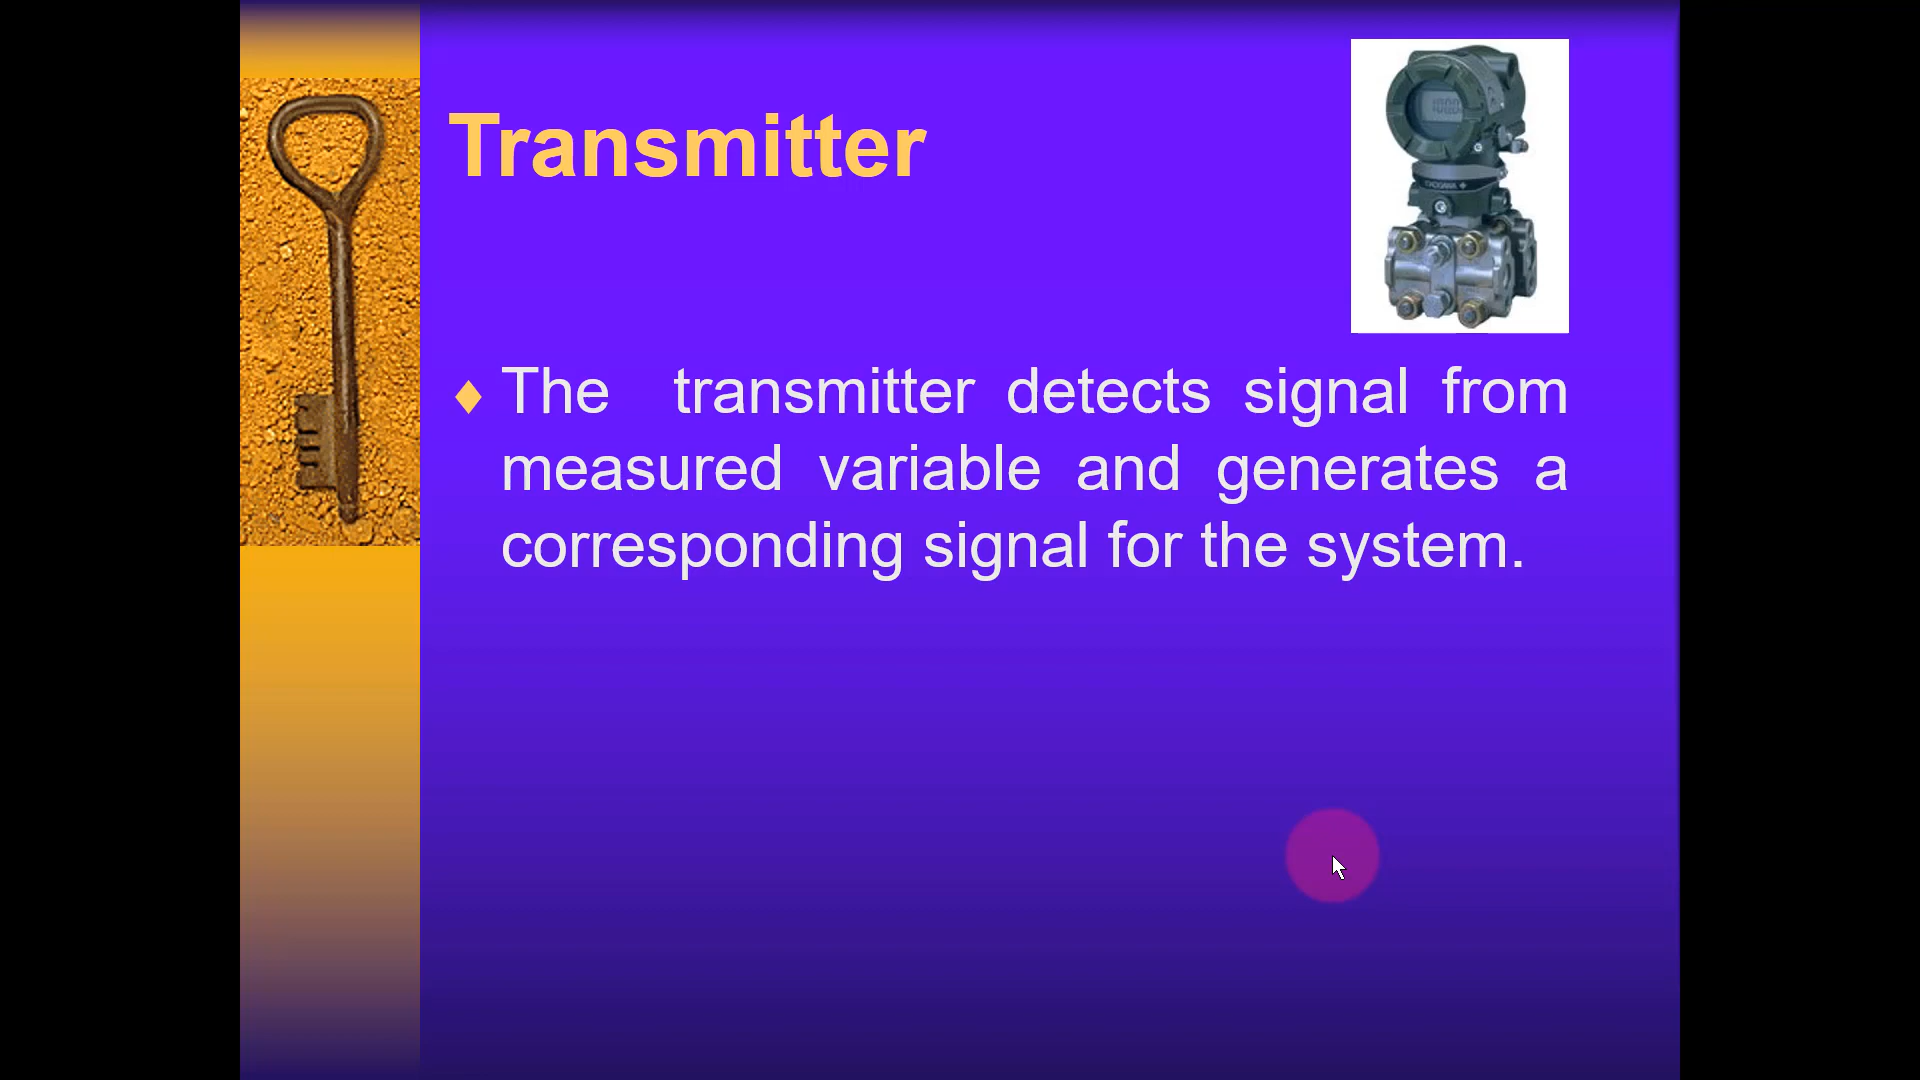 Transmitter
The transmitter detects signal from
measured variable and generates a
corresponding signal for the system.